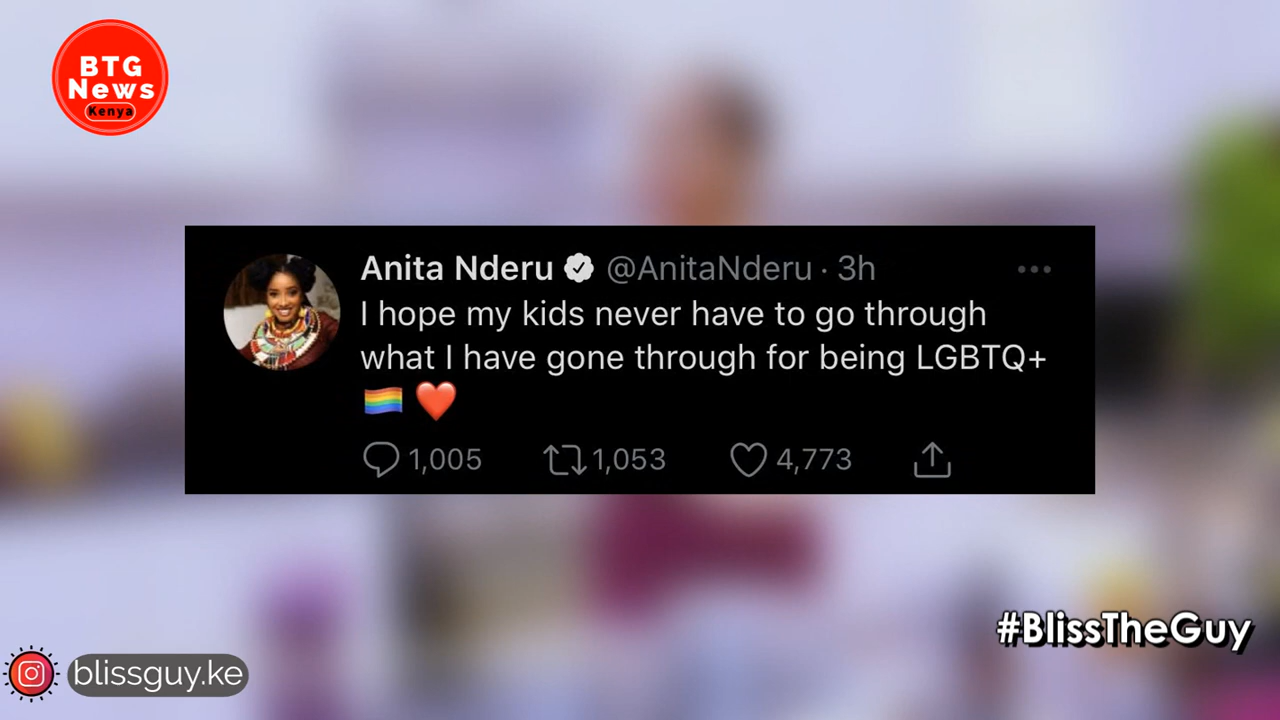 BTG
News
Kenya
Anita Nderu @AnitaNderu · 3h
I hope my kids never have to go through
what I have gone through for being LGBTQ+
🏳️‍🌈 ❤️
1,005 1,053 4,773
#BlissTheGuy
blissguy.ke